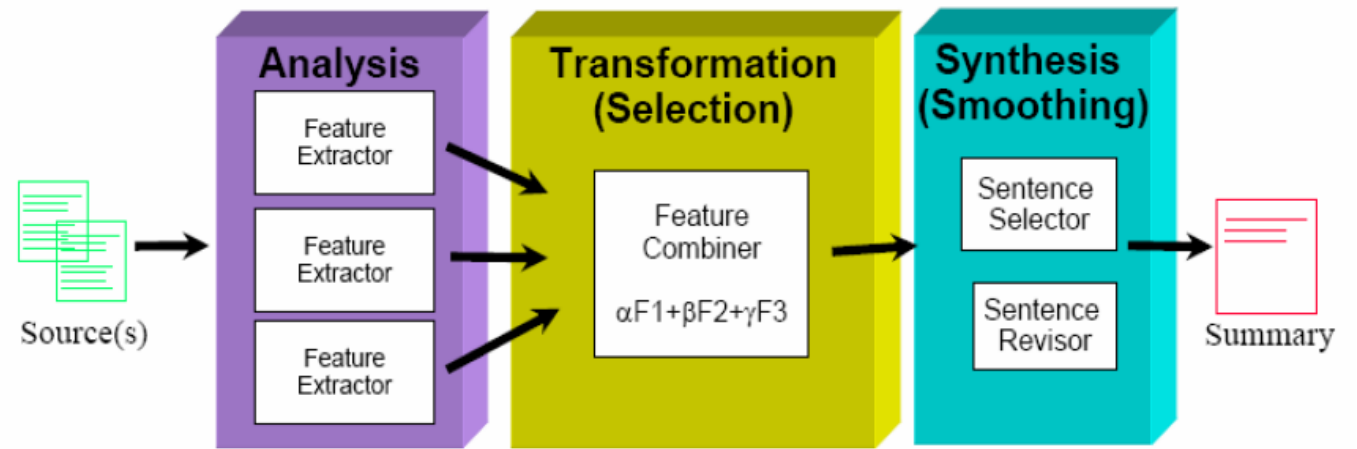 Source(s)
Analysis
Feature
Extractor
Feature
Extractor
Feature
Extractor
Transformation
(Selection)
Feature
Combiner
αF1+βF2+γF3
Synthesis
(Smoothing)
Sentence
Selector
Sentence
Revisor
Summary